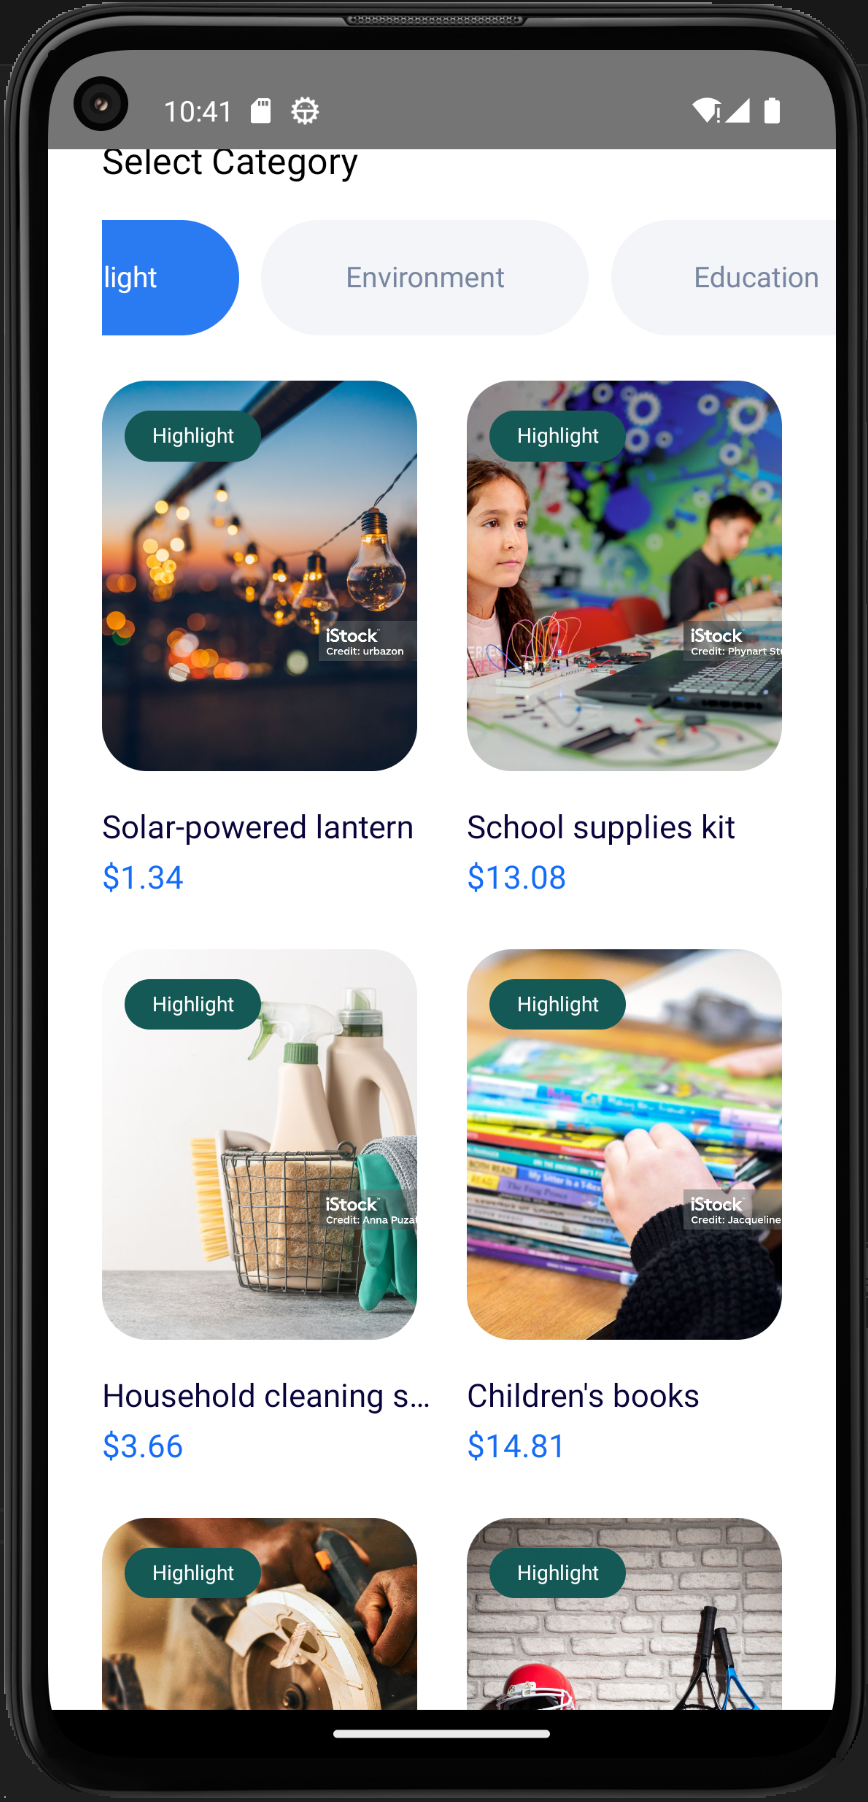 10:41
Select Category
light
Environment
Education
Highlight
Highlight
iStock
Credit: urbazon
iStock
Credit: Phynart St
Solar-powered lantern
School supplies kit
$1.34
$13.08
Highlight
Highlight
iStock
Credit: Anna Puza
iStock
Credit: Jacqueline
Household cleaning s...
Children's books
$3.66
$14.81
Highlight
Highlight